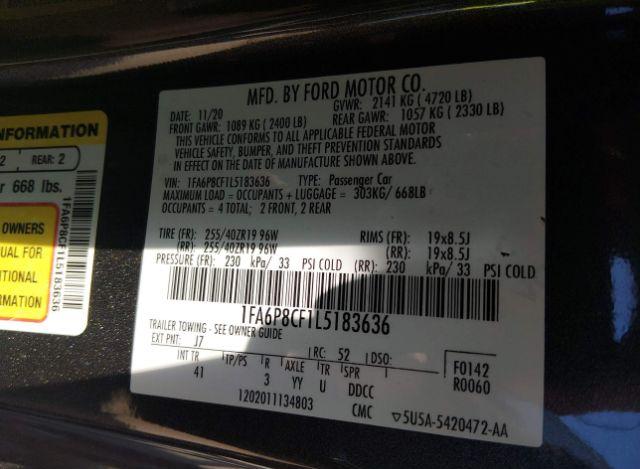 INFORMATION
2 REAR: 2
r 668 lbs.
OWNERS
UAL FOR
ITIONAL
RMATION
1FA6P8CF1L5183636
MFD. BY FORD MOTOR CO.
DATE: 11/20 GVWR: 2141 KG ( 4720 LB)
FRONT GAWR: 1089 KG ( 2400 LB) REAR GAWR: 1057 KG ( 2330 LB)
THIS VEHICLE CONFORMS TO ALL APPLICABLE FEDERAL MOTOR
VEHICLE SAFETY, BUMPER, AND THEFT PREVENTION STANDARDS
IN EFFECT ON THE DATE OF MANUFACTURE SHOWN ABOVE.
VIN: 1FA6P8CF1L5183636 TYPE: Passenger Car
MAXIMUM LOAD = OCCUPANTS + LUGGAGE = 303KG/ 668LB
OCCUPANTS = 4 TOTAL; 2 FRONT, 2 REAR
TIRE (FR): 255/40ZR19 96W RIMS (FR): 19x8.5J
(RR): 255/40ZR19 96W (RR): 19x8.5J
PRESSURE (FR): 230 kPa/ 33 PSI COLD (RR): 230 kPa/ 33 PSI COLD
1FA6P8CF1L5183636
TRAILER TOWING - SEE OWNER GUIDE
EXT PNT: J7 RC: 52 DSO:
INT TR TP/PS R AXLE TR SPR F0142
41 3 YY U DDCC R0060
1202011134803 CMC 5U5A-5420472-AA